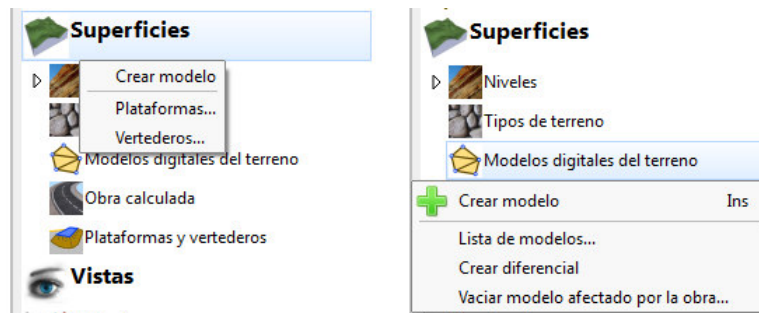 Superficies
Crear modelo
Plataformas...
Vertederos...
Modelos digitales del terreno
Obra calculada
Plataformas y vertederos
Vistas
Superficies
Niveles
Tipos de terreno
Modelos digitales del terreno
Crear modelo Ins
Lista de modelos...
Crear diferencial
Vaciar modelo afectado por la obra...